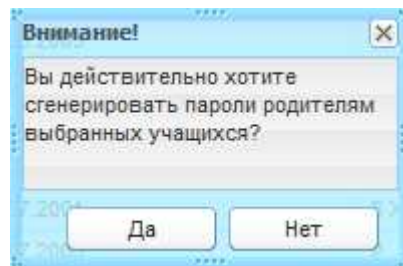 Внимание!
Вы действительно хотите
сгенерировать пароли родителям
выбранных учащихся?
Да Нет